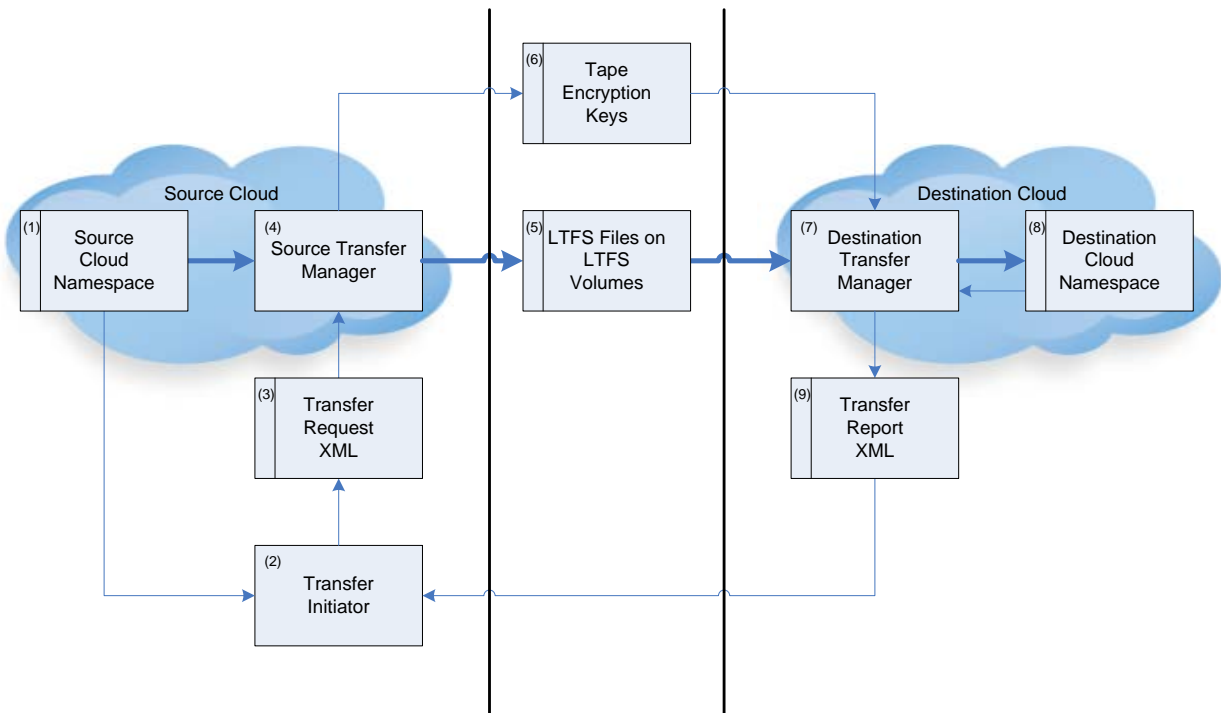 (6)
Tape
Encryption
Keys
Source Cloud
Destination Cloud
(1)
Source
Cloud
Namespace
(4)
Source Transfer
Manager
(5)
LTFS Files on
LTFS
Volumes
(7)
Destination
Transfer
Manager
(8)
Destination
Cloud
Namespace
(3)
Transfer
Request
XML
(9)
Transfer
Report
XML
(2)
Transfer
Initiator